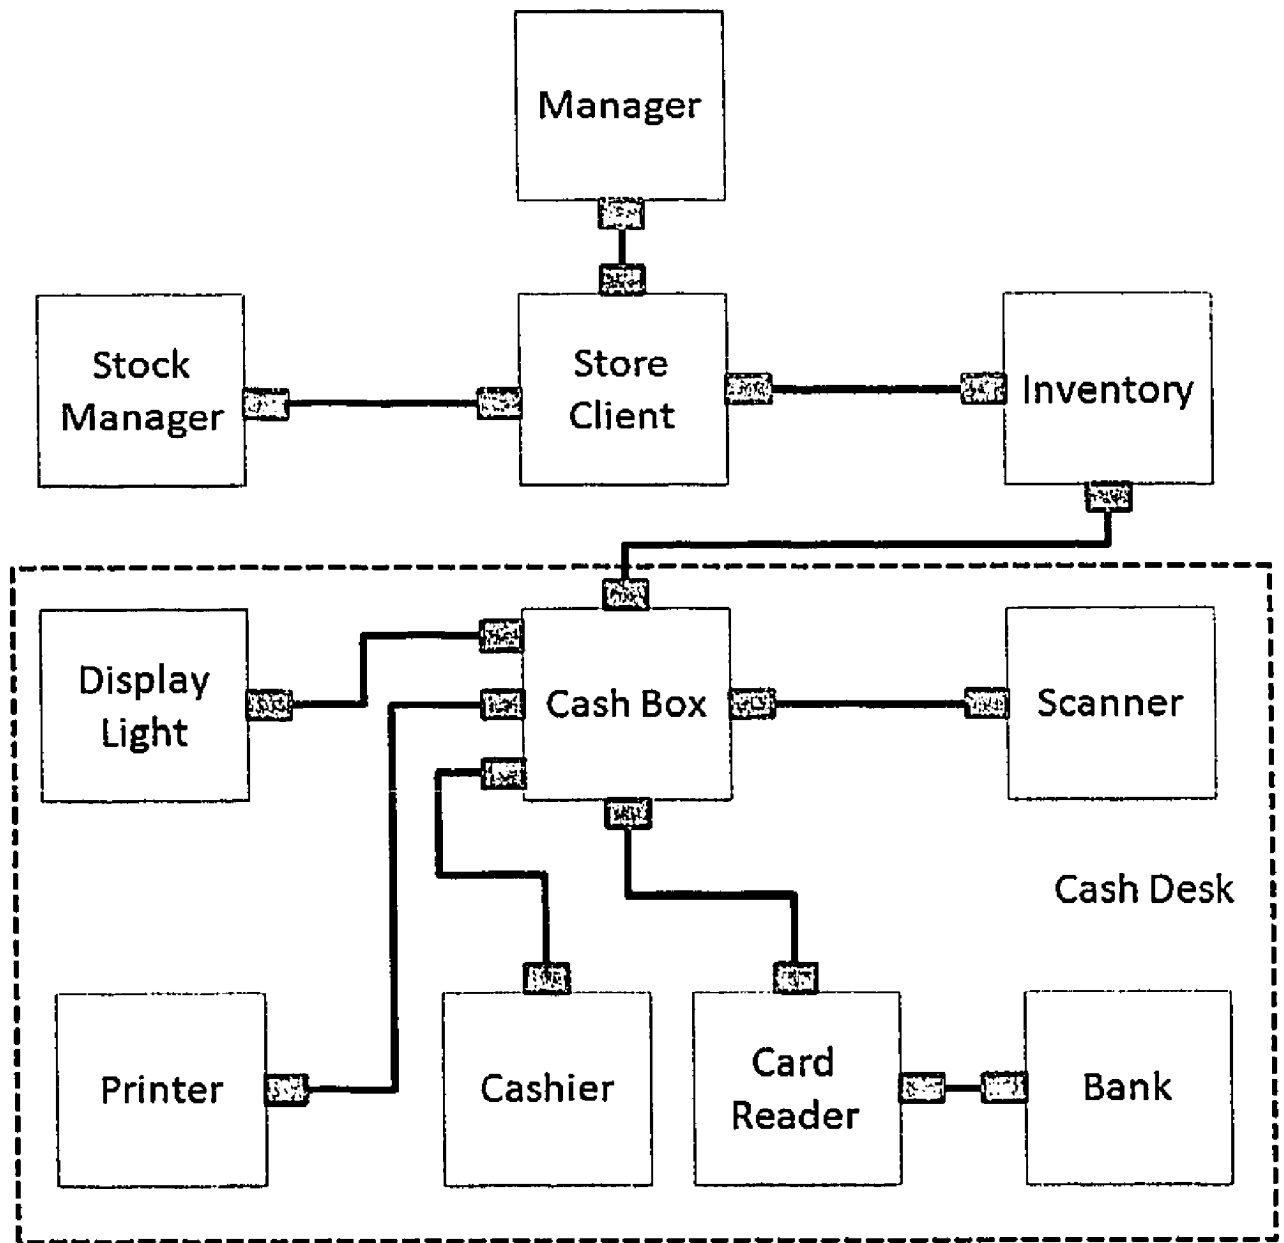 Manager
Stock
Manager
Store
Client
Inventory
Display
Light
Cash Box
Scanner
Cash Desk
Printer
Cashier
Card
Reader
Bank